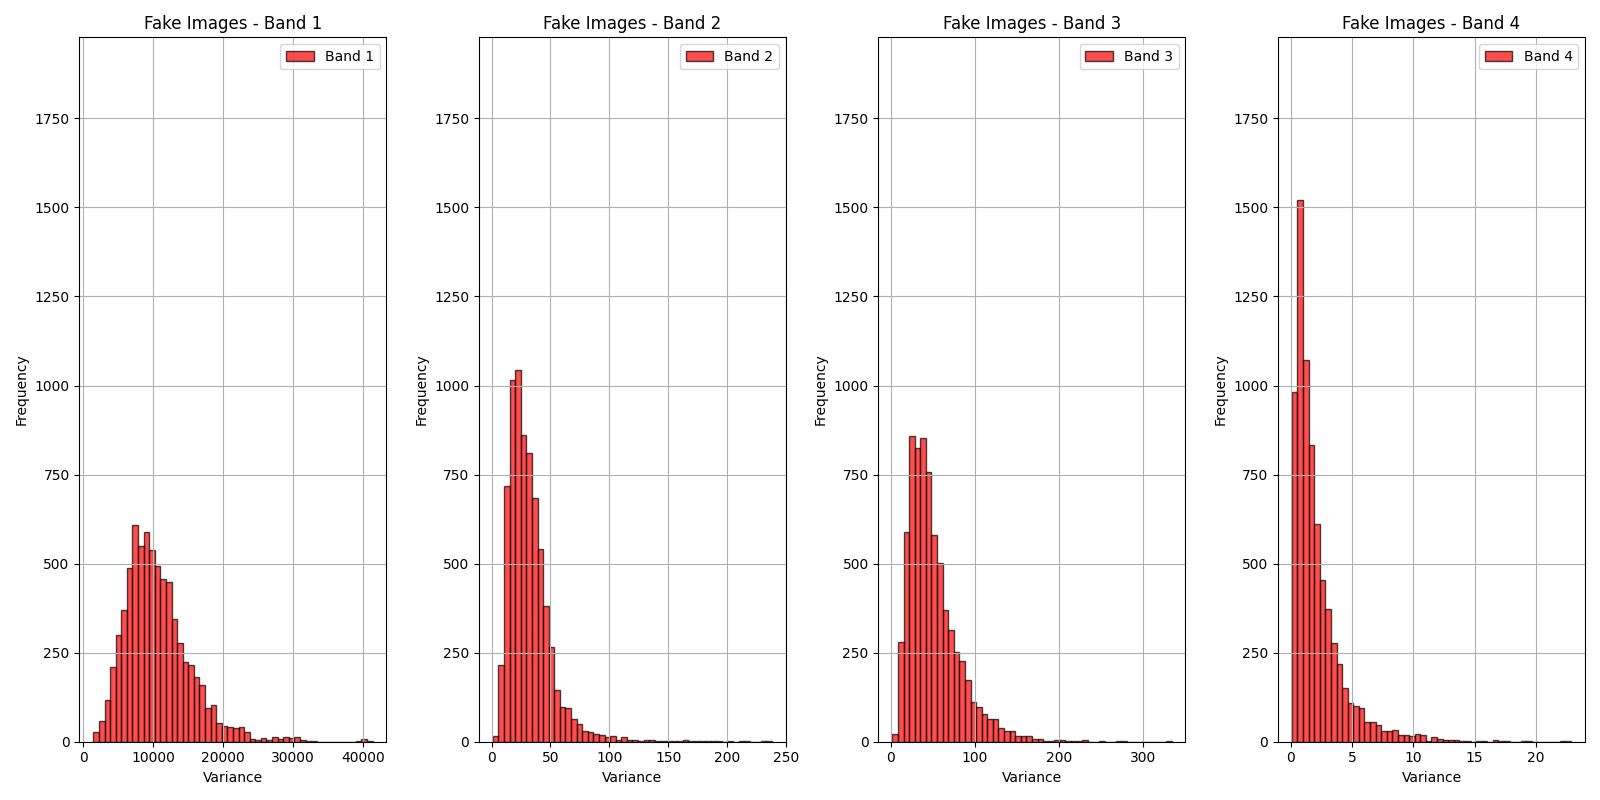 Fake Images - Band 1
Band 1
1750
1500
1250
1000
750
500
250
0
Frequency
0 10000 20000 30000 40000
Variance
Fake Images - Band 2
Band 2
1750
1500
1250
1000
750
500
250
0
Frequency
0 50 100 150 200 250
Variance
Fake Images - Band 3
Band 3
1750
1500
1250
1000
750
500
250
0
Frequency
0 100 200 300
Variance
Fake Images - Band 4
Band 4
1750
1500
1250
1000
750
500
250
0
Frequency
0 5 10 15 20
Variance